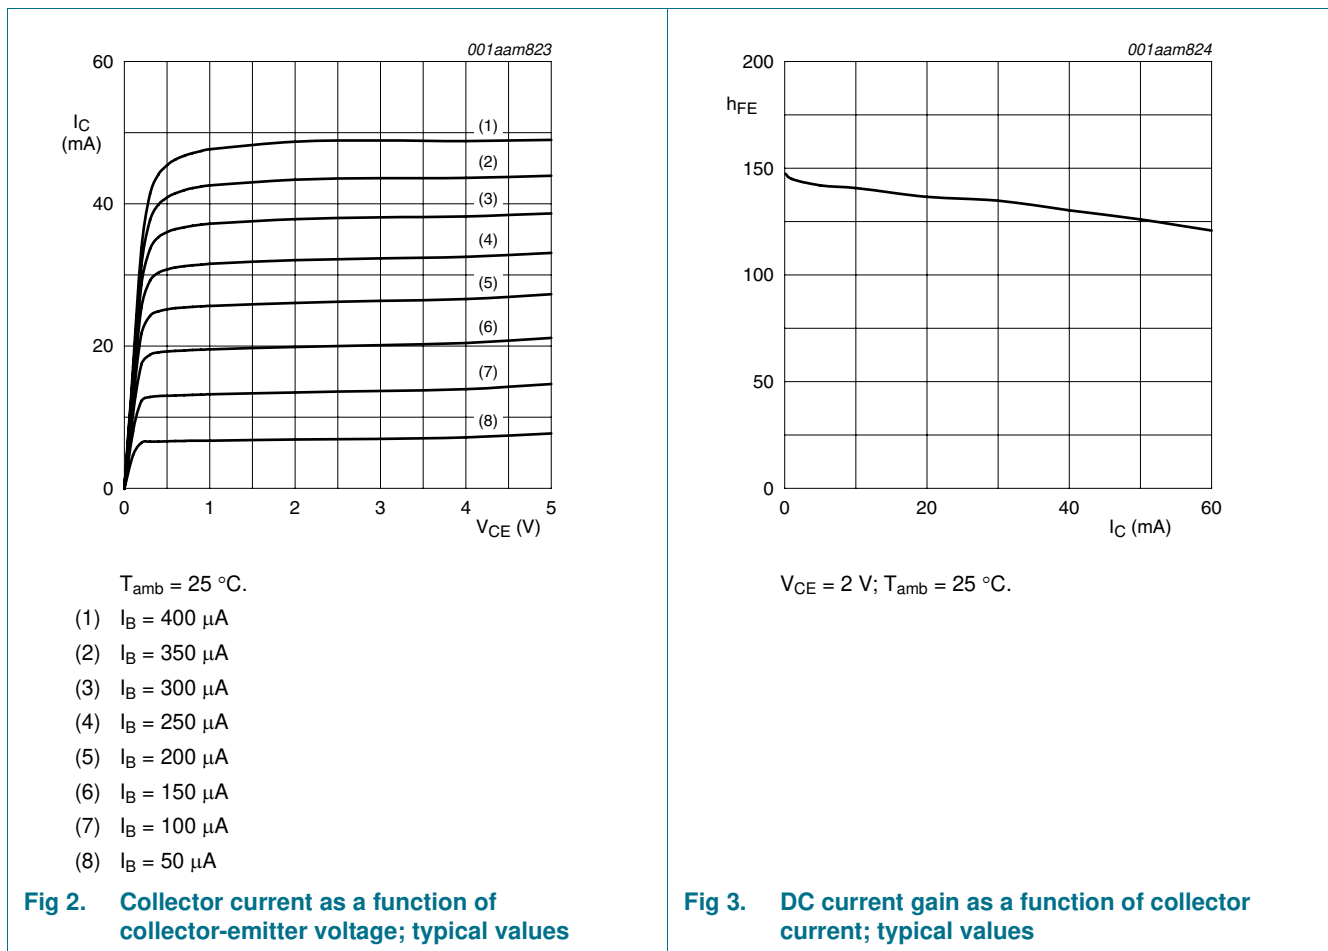 001aam823
60
I_C
(mA)
40
20
0
(1)
(2)
(3)
(4)
(5)
(6)
(7)
(8)
0 1 2 3 4 5
V_CE (V)
T_amb = 25 °C.
(1) I_B = 400 μA
(2) I_B = 350 μA
(3) I_B = 300 μA
(4) I_B = 250 μA
(5) I_B = 200 μA
(6) I_B = 150 μA
(7) I_B = 100 μA
(8) I_B = 50 μA
Fig 2. Collector current as a function of
collector-emitter voltage; typical values
001aam824
200
h_FE
150
100
50
0
0 20 40 60
I_C (mA)
V_CE = 2 V; T_amb = 25 °C.
Fig 3. DC current gain as a function of collector
current; typical values